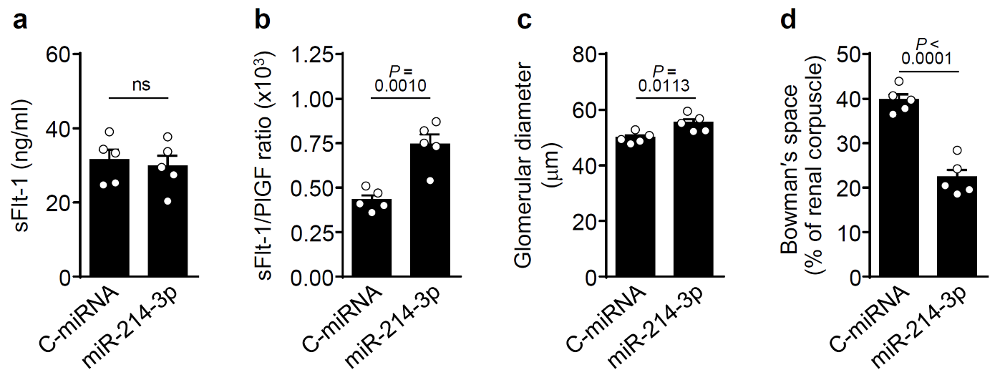 a
sFlt-1 (ng/ml)
60
40
20
0
ns
C-miRNA
miR-214-3p
b
sFlt-1/PlGF ratio (x10³)
1.25
1.00
0.75
0.50
0.25
0.00
P =
0.0010
C-miRNA
miR-214-3p
c
Glomerular diameter
(μm)
80
60
40
20
0
P =
0.0113
C-miRNA
miR-214-3p
d
Bowman's space
(% of renal corpuscle)
50
40
30
20
10
0
P <
0.0001
C-miRNA
miR-214-3p